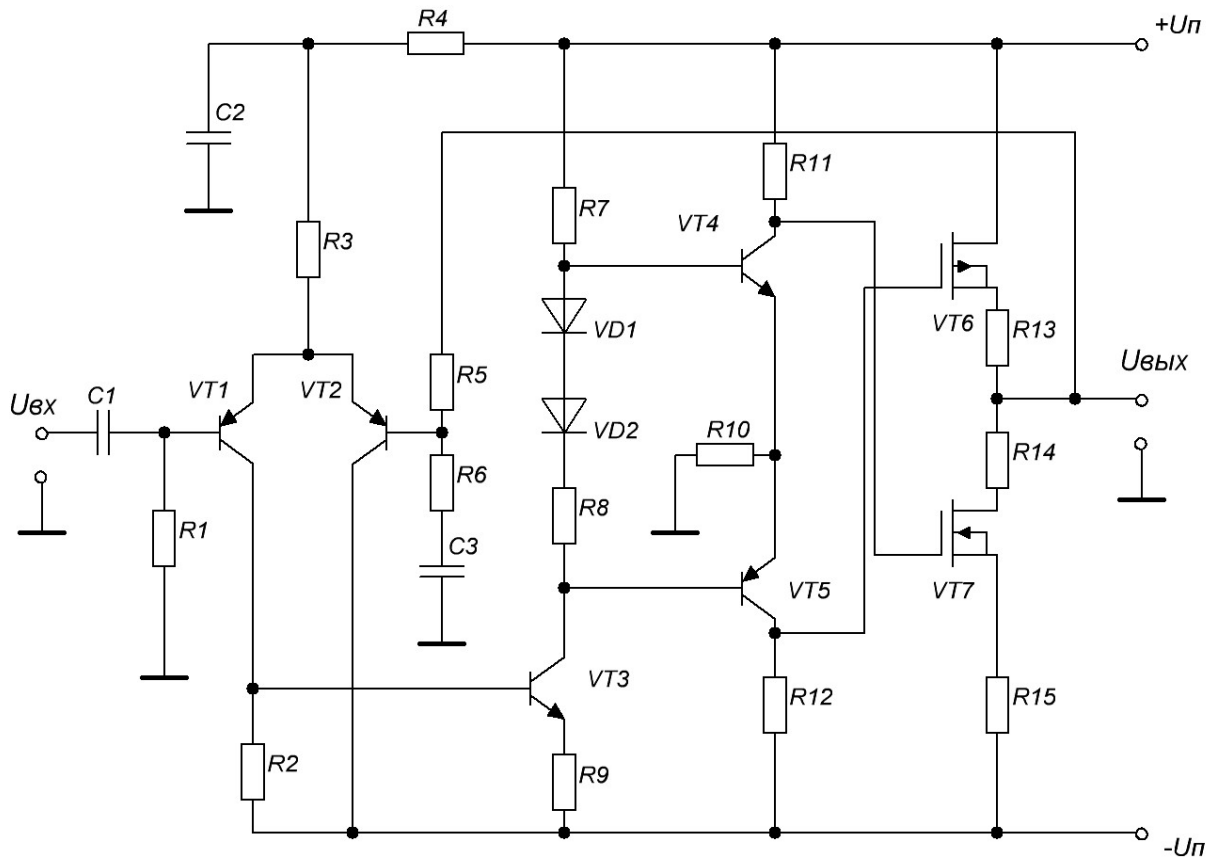 R4
+Uп
C2
R11
R7
VT4
R3
VD1
VT6
R13
R5
Uвых
VT1
VT2
C1
Uвх
VD2
R10
R14
R6
R8
R1
C3
VT5
VT7
VT3
R12
R15
R2
R9
-Uп